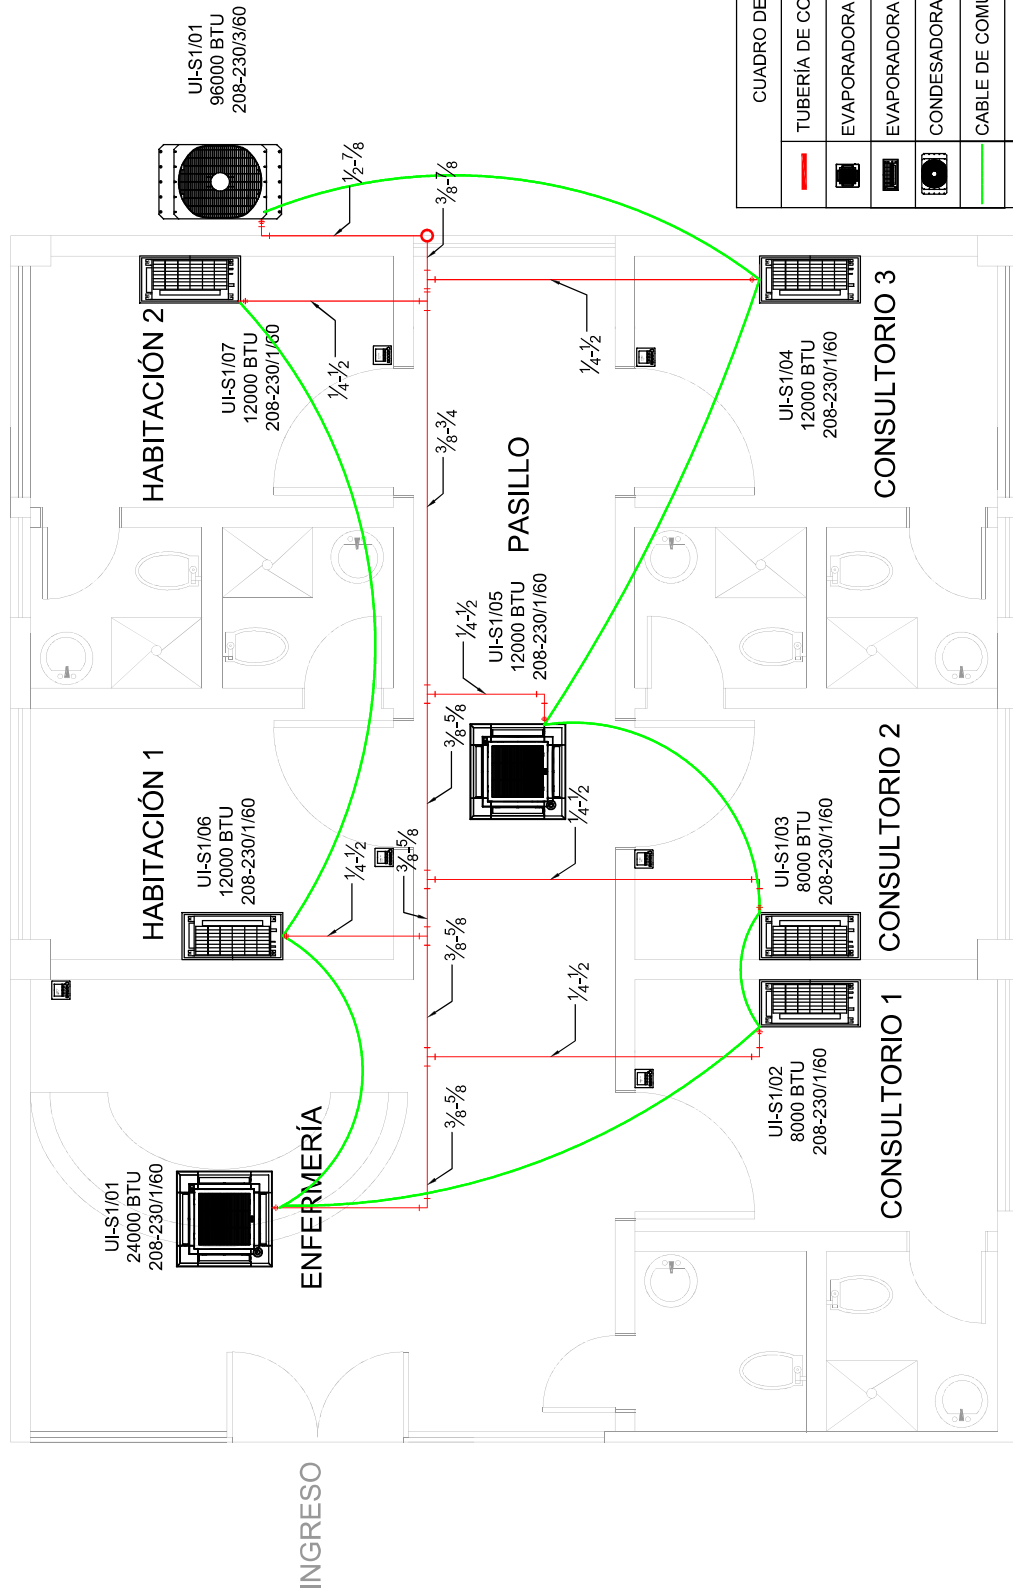 UI-S1/01
96000 BTU
208-230/3/60
½-⅞
⅜-⅞
HABITACIÓN 2
UI-S1/07
12000 BTU
208-230/1/60
¼-½
¼-½
UI-S1/04
12000 BTU
208-230/1/60
CONSULTORIO 3
⅜-¾
PASILLO
¼-½
UI-S1/05
12000 BTU
208-230/1/60
⅜-⅝
HABITACIÓN 1
UI-S1/06
12000 BTU
208-230/1/60
¼-½
⅜-⅝
¼-½
UI-S1/03
8000 BTU
208-230/1/60
CONSULTORIO 2
⅜-⅝
¼-½
UI-S1/02
8000 BTU
208-230/1/60
CONSULTORIO 1
⅜-⅝
UI-S1/01
24000 BTU
208-230/1/60
ENFERMERÍA
INGRESO
CUADRO DE
TUBERÍA DE CO
EVAPORADORA
EVAPORADORA
CONDESADORA
CABLE DE COMU